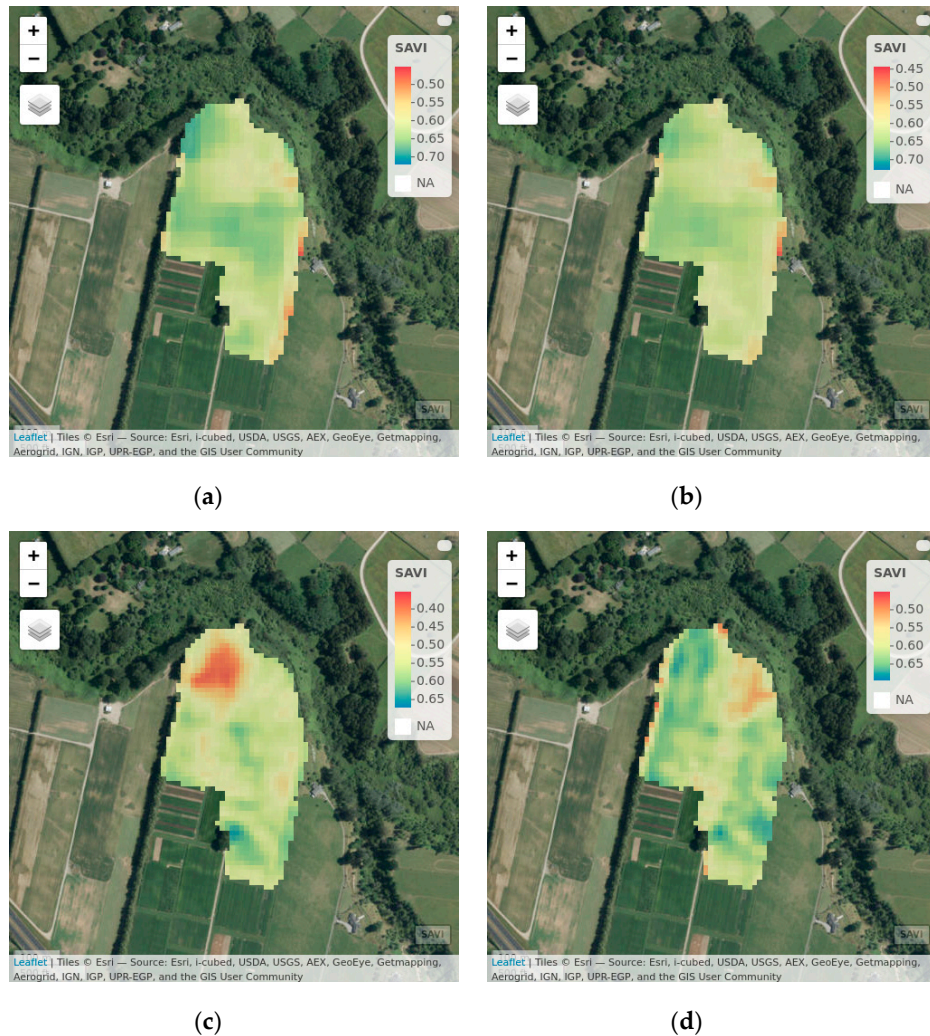 +
−
SAVI
0.50
0.55
0.60
0.65
0.70
NA
SAVI
Leaflet | Tiles © Esri — Source: Esri, i-cubed, USDA, USGS, AEX, GeoEye, Getmapping,
Aerogrid, IGN, IGP, UPR-EGP, and the GIS User Community
(a)
+
−
SAVI
0.45
0.50
0.55
0.60
0.65
0.70
NA
SAVI
Leaflet | Tiles © Esri — Source: Esri, i-cubed, USDA, USGS, AEX, GeoEye, Getmapping,
Aerogrid, IGN, IGP, UPR-EGP, and the GIS User Community
(b)
+
−
SAVI
0.40
0.45
0.50
0.55
0.60
0.65
NA
SAVI
Leaflet | Tiles © Esri — Source: Esri, i-cubed, USDA, USGS, AEX, GeoEye, Getmapping,
Aerogrid, IGN, IGP, UPR-EGP, and the GIS User Community
(c)
+
−
SAVI
0.50
0.55
0.60
0.65
NA
SAVI
Leaflet | Tiles © Esri — Source: Esri, i-cubed, USDA, USGS, AEX, GeoEye, Getmapping,
Aerogrid, IGN, IGP, UPR-EGP, and the GIS User Community
(d)